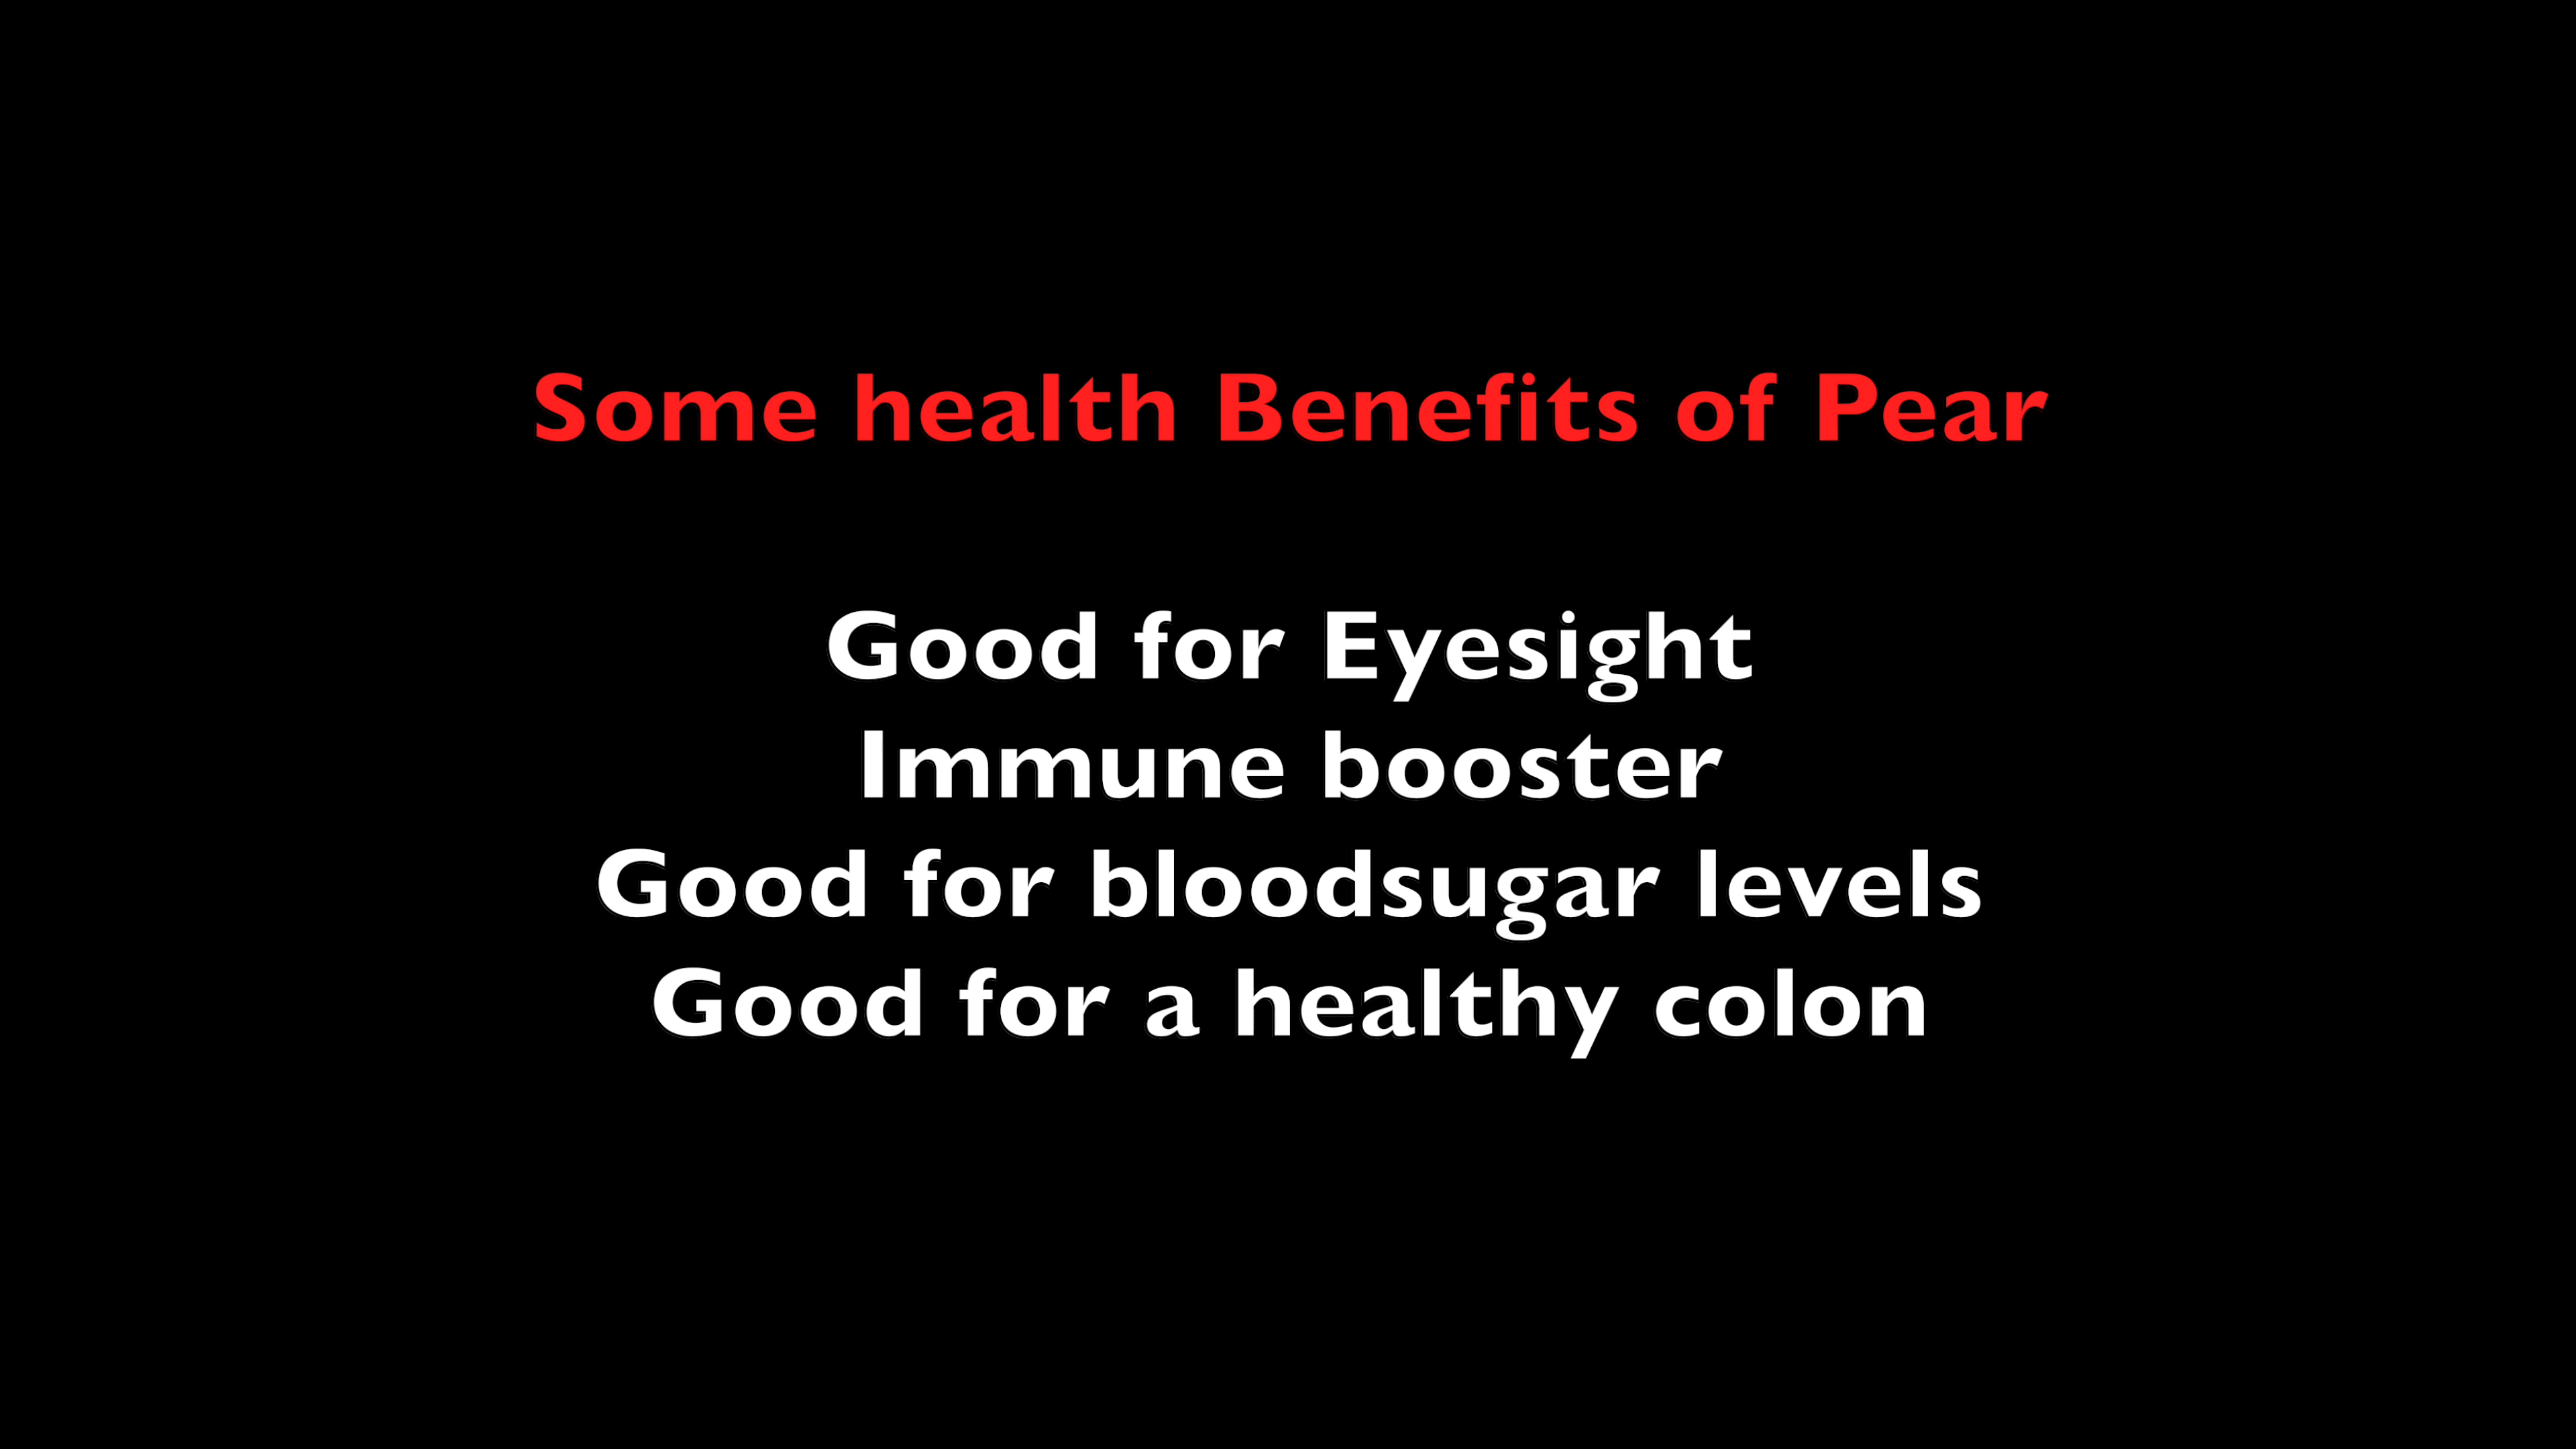 Some health Benefits of Pear
Good for Eyesight
Immune booster
Good for bloodsugar levels
Good for a healthy colon